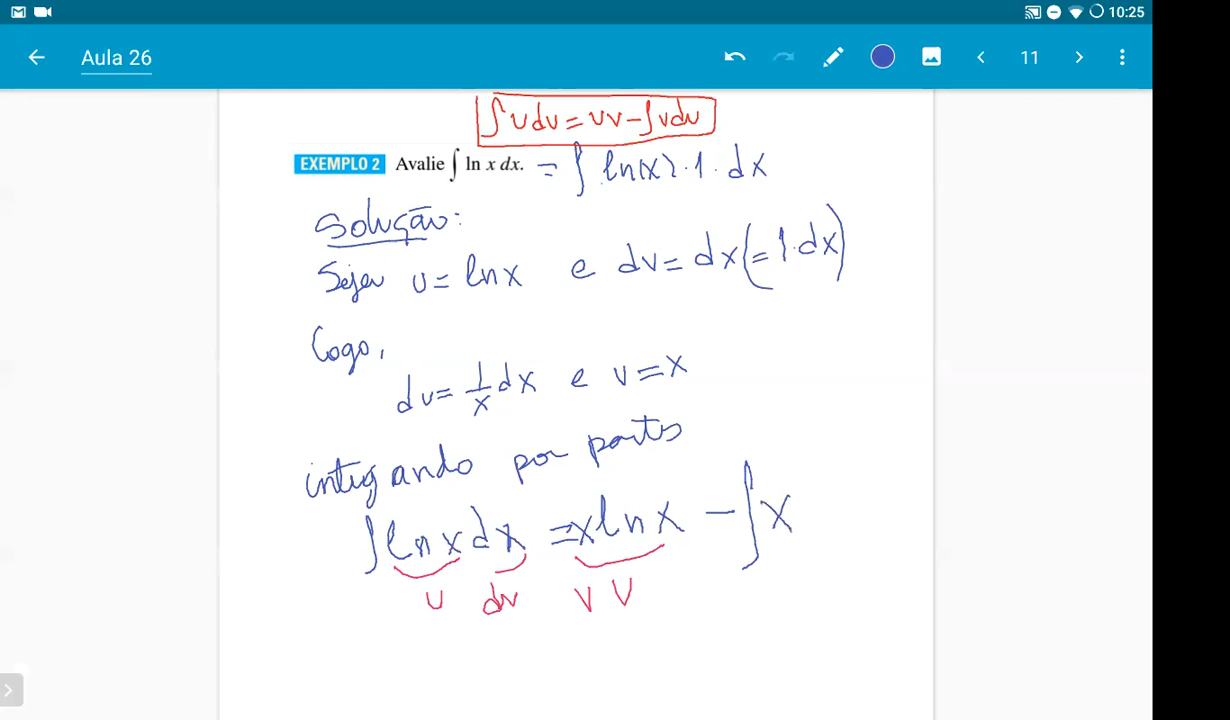 10:25
Aula 26
11
∫udv = uv - ∫vdu
EXEMPLO 2 Avalie ∫ ln x dx. = ∫ ln(x) · 1 · dx
Solução:
Seja u = ln x e dv = dx (= 1·dx)
Logo,
du = 1/x dx e v = x
integrando por partes
∫ ln x dx = x ln x - ∫ x
u dv v v